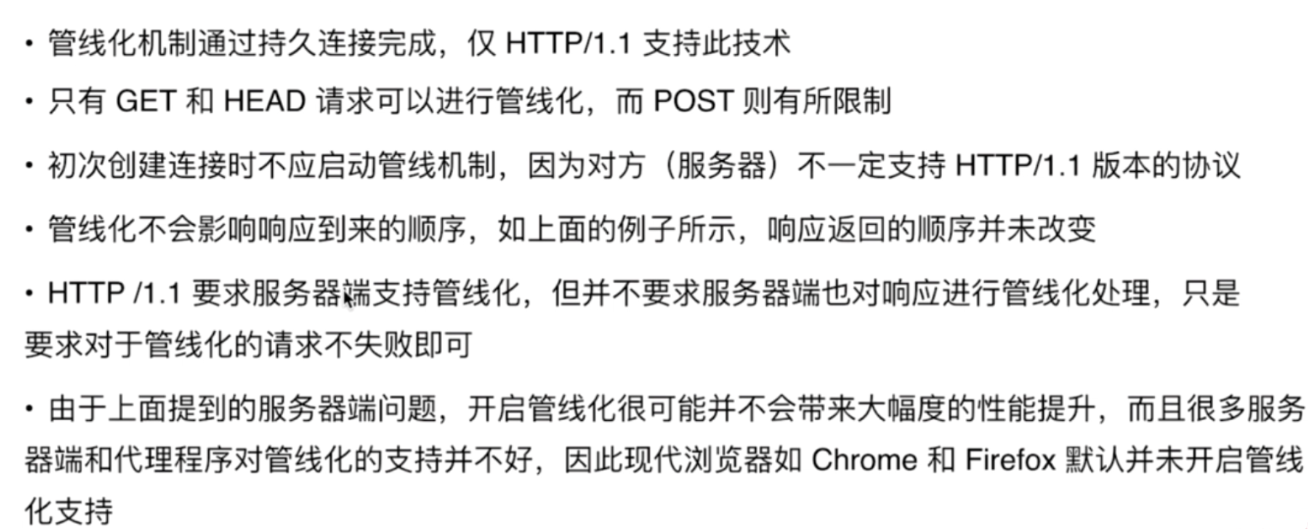 • 管线化机制通过持久连接完成，仅 HTTP/1.1 支持此技术
• 只有 GET 和 HEAD 请求可以进行管线化，而 POST 则有所限制
• 初次创建连接时不应启动管线机制，因为对方（服务器）不一定支持 HTTP/1.1 版本的协议
• 管线化不会影响响应到来的顺序，如上面的例子所示，响应返回的顺序并未改变
• HTTP /1.1 要求服务器端支持管线化，但并不要求服务器端也对响应进行管线化处理，只是
要求对于管线化的请求不失败即可
• 由于上面提到的服务器端问题，开启管线化很可能并不会带来大幅度的性能提升，而且很多服务
器端和代理程序对管线化的支持并不好，因此现代浏览器如 Chrome 和 Firefox 默认并未开启管线
化支持